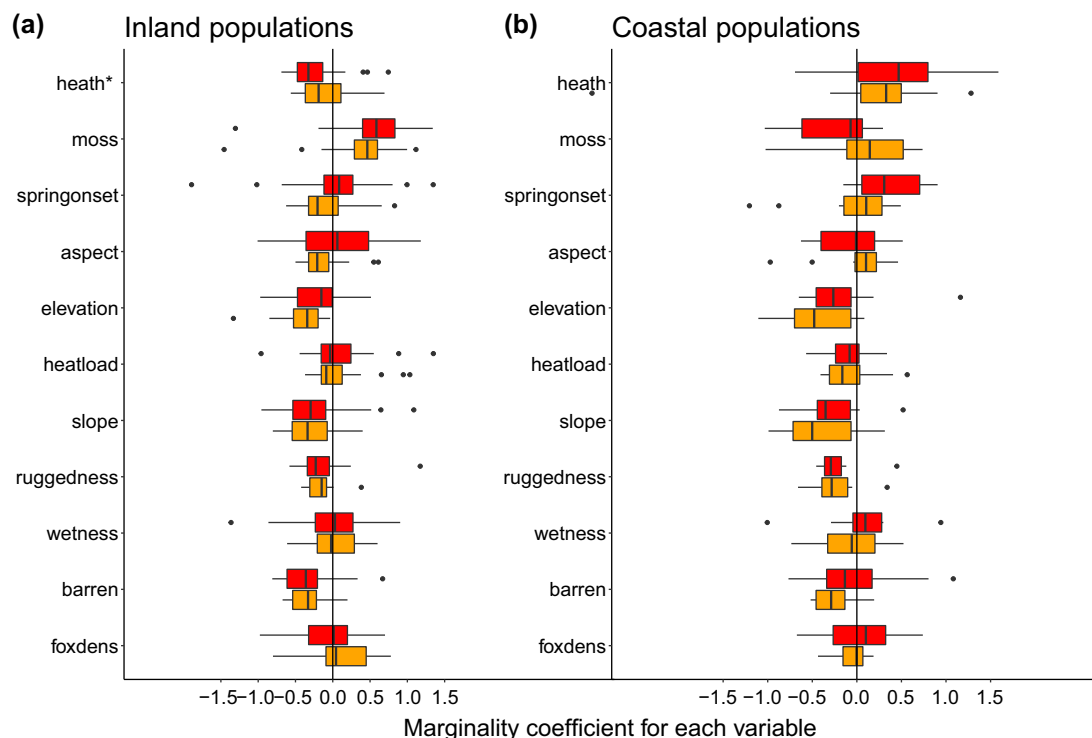 (a) Inland populations
heath*
moss
springonset
aspect
elevation
heatload
slope
ruggedness
wetness
barren
foxdens
−1.5 −1.0 −0.5 0.0 0.5 1.0 1.5
(b) Coastal populations
heath
moss
springonset
aspect
elevation
heatload
slope
ruggedness
wetness
barren
foxdens
−1.5 −1.0 −0.5 0.0 0.5 1.0 1.5
Marginality coefficient for each variable